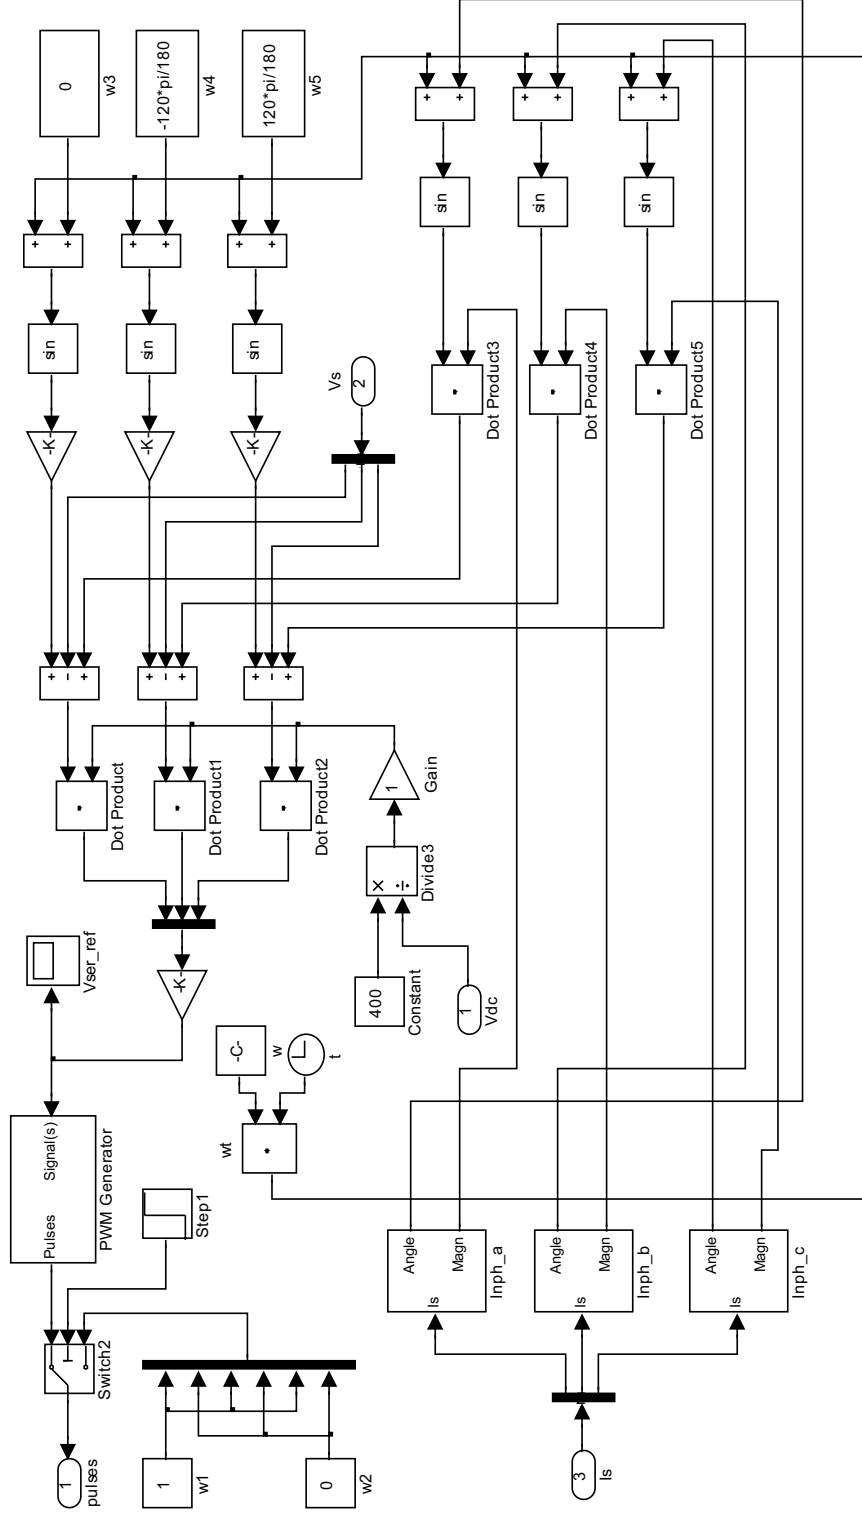 1
pulses
Switch2
Pulses
Signal(s)
PWM Generator
Vser_ref
*
Dot Product
+
−
+
-K-
sin
+
+
0
w3
1
w1
Step1
-K-
*
Dot Product1
+
−
+
-K-
sin
+
+
-120*pi/180
w4
0
w2
*
wt
-C-
w
t
*
Dot Product2
+
−
+
-K-
sin
+
+
120*pi/180
w5
400
Constant
1
Vdc
×
÷
Divide3
1
Gain
Vs
2
Is
Angle
Magn
Inph_a
*
Dot Product3
sin
+
+
3
Is
Is
Angle
Magn
Inph_b
*
Dot Product4
sin
+
+
Is
Angle
Magn
Inph_c
*
Dot Product5
sin
+
+